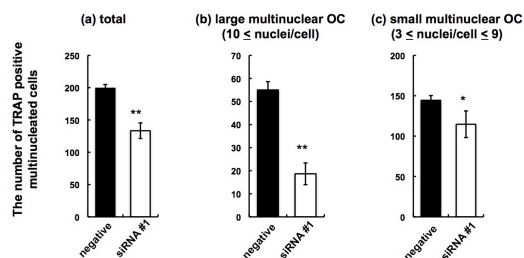 (a) total
(b) large multinuclear OC
(10 ≤ nuclei/cell)
(c) small multinuclear OC
(3 ≤ nuclei/cell ≤ 9)
The number of TRAP positive
multinucleated cells
250
200
150
100
50
0
**
negative
siRNA #1
70
60
50
40
30
20
10
0
**
negative
siRNA #1
200
150
100
50
0
*
negative
siRNA #1